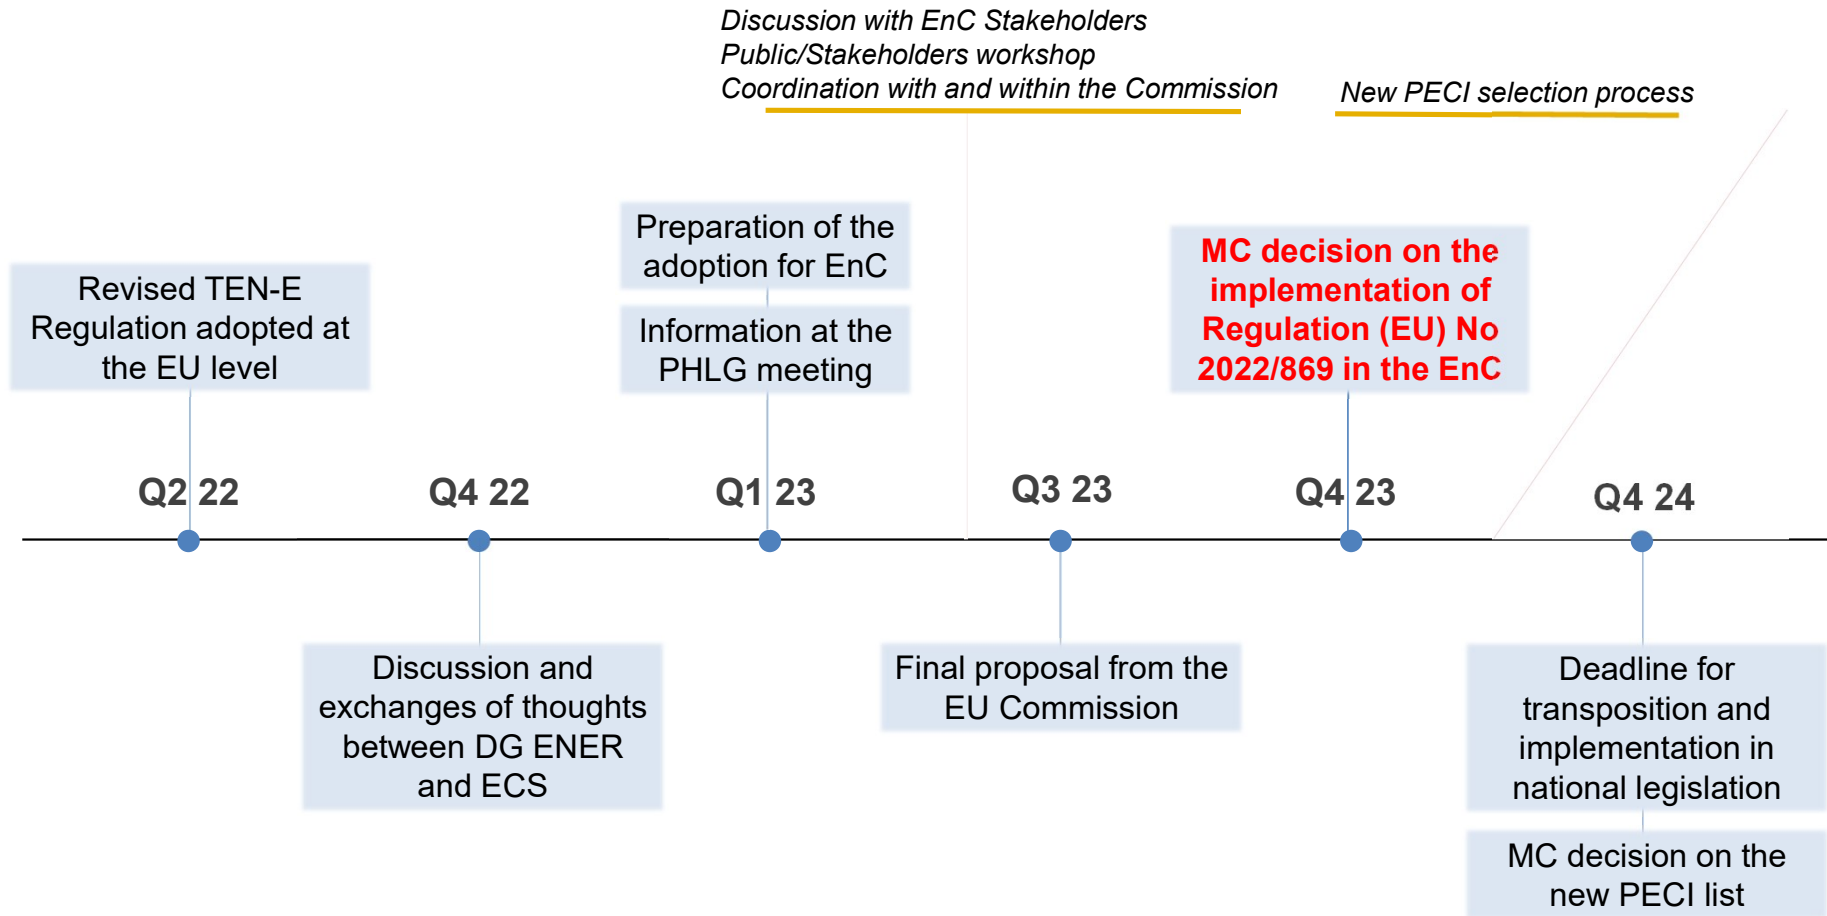 Discussion with EnC Stakeholders
Public/Stakeholders workshop
Coordination with and within the Commission
New PECI selection process
Preparation of the
adoption for EnC
MC decision on the
implementation of
Regulation (EU) No
2022/869 in the EnC
Revised TEN-E
Regulation adopted at
the EU level
Information at the
PHLG meeting
Q2 22
Q4 22
Q1 23
Q3 23
Q4 23
Q4 24
Discussion and
exchanges of thoughts
between DG ENER
and ECS
Final proposal from the
EU Commission
Deadline for
transposition and
implementation in
national legislation
MC decision on the
new PECI list